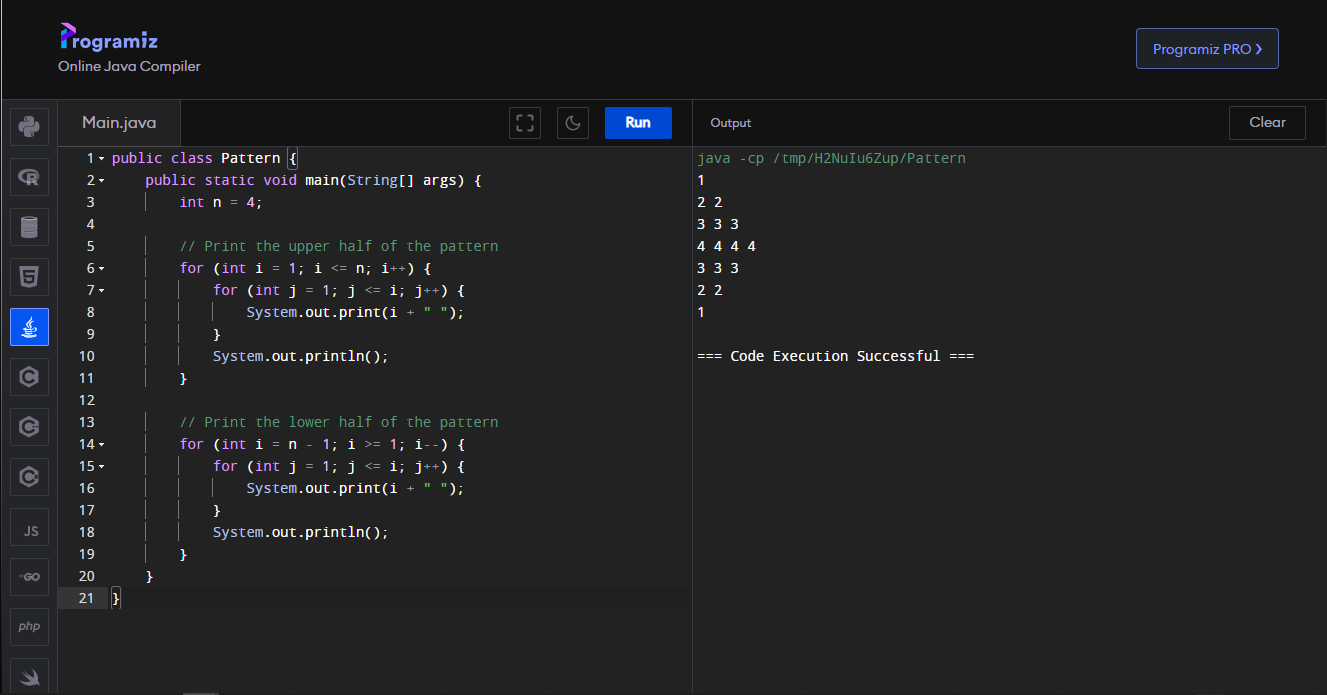 Programiz
Online Java Compiler
Programiz PRO ❯
Main.java
Run
Output
Clear
1 public class Pattern {
2     public static void main(String[] args) {
3         int n = 4;
4
5         // Print the upper half of the pattern
6         for (int i = 1; i <= n; i++) {
7             for (int j = 1; j <= i; j++) {
8                 System.out.print(i + " ");
9             }
10             System.out.println();
11         }
12
13         // Print the lower half of the pattern
14         for (int i = n - 1; i >= 1; i--) {
15             for (int j = 1; j <= i; j++) {
16                 System.out.print(i + " ");
17             }
18             System.out.println();
19         }
20     }
21 }
java -cp /tmp/H2NuIu6Zup/Pattern
1
2 2
3 3 3
4 4 4 4
3 3 3
2 2
1
=== Code Execution Successful ===
JS
GO
php